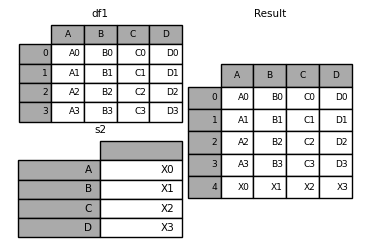 df1
A B C D
0 A0 B0 C0 D0
1 A1 B1 C1 D1
2 A2 B2 C2 D2
3 A3 B3 C3 D3
s2
A X0
B X1
C X2
D X3
Result
A B C D
0 A0 B0 C0 D0
1 A1 B1 C1 D1
2 A2 B2 C2 D2
3 A3 B3 C3 D3
4 X0 X1 X2 X3